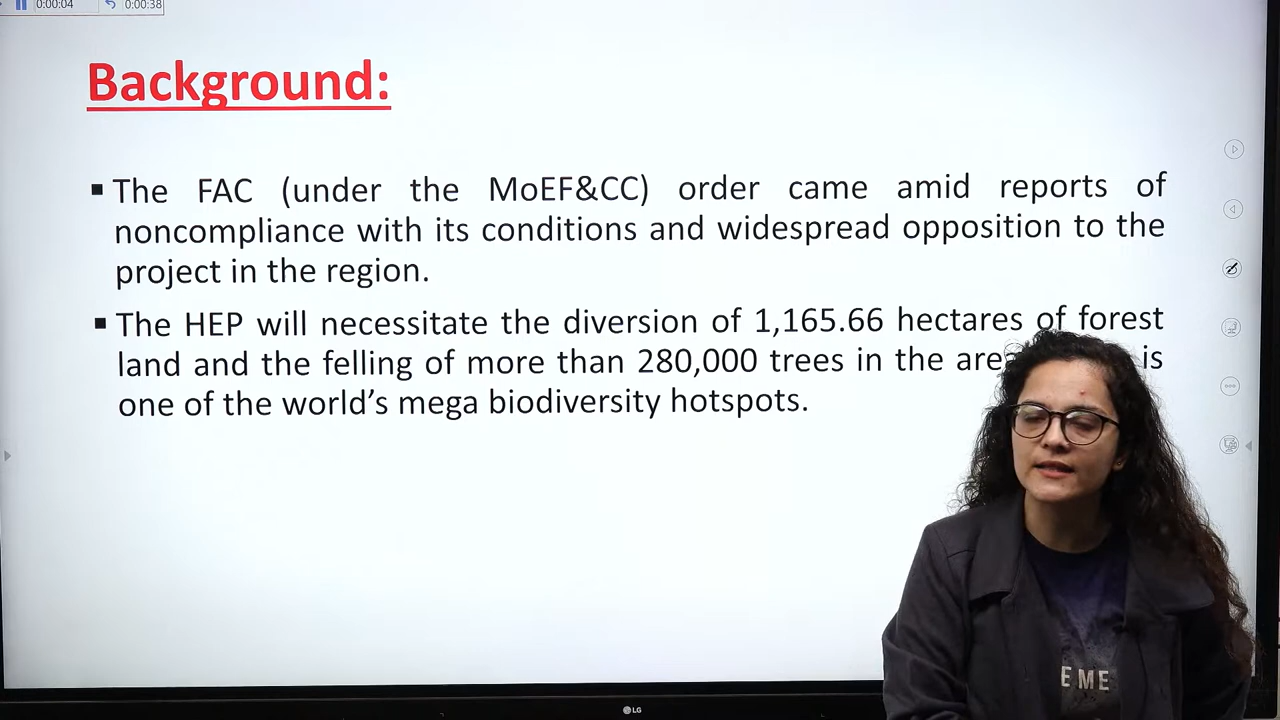 0:00:04 0:00:38
Background:
▪ The FAC (under the MoEF&CC) order came amid reports of
noncompliance with its conditions and widespread opposition to the
project in the region.
▪ The HEP will necessitate the diversion of 1,165.66 hectares of forest
land and the felling of more than 280,000 trees in the is
one of the world's mega biodiversity hotspots.
E ME
LG